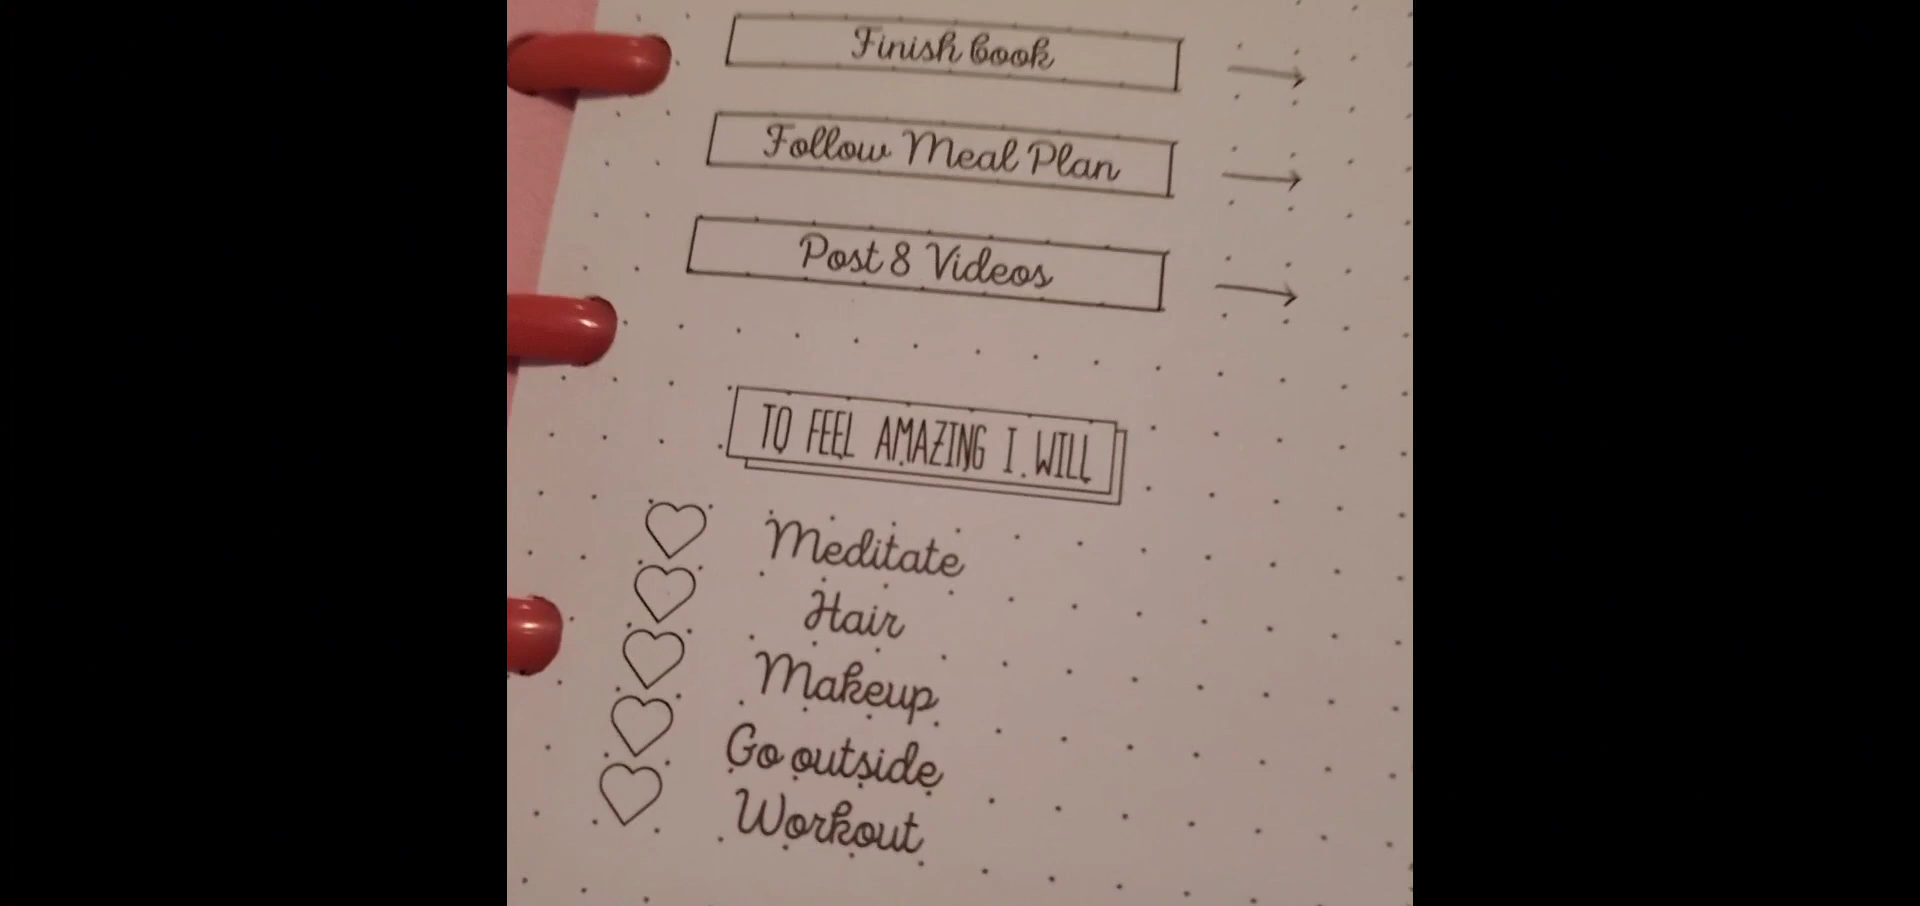 Finish book
Follow Meal Plan
Post 8 Videos
TO FEEL AMAZING I WILL
Meditate
Hair
Makeup
Go outside
Workout